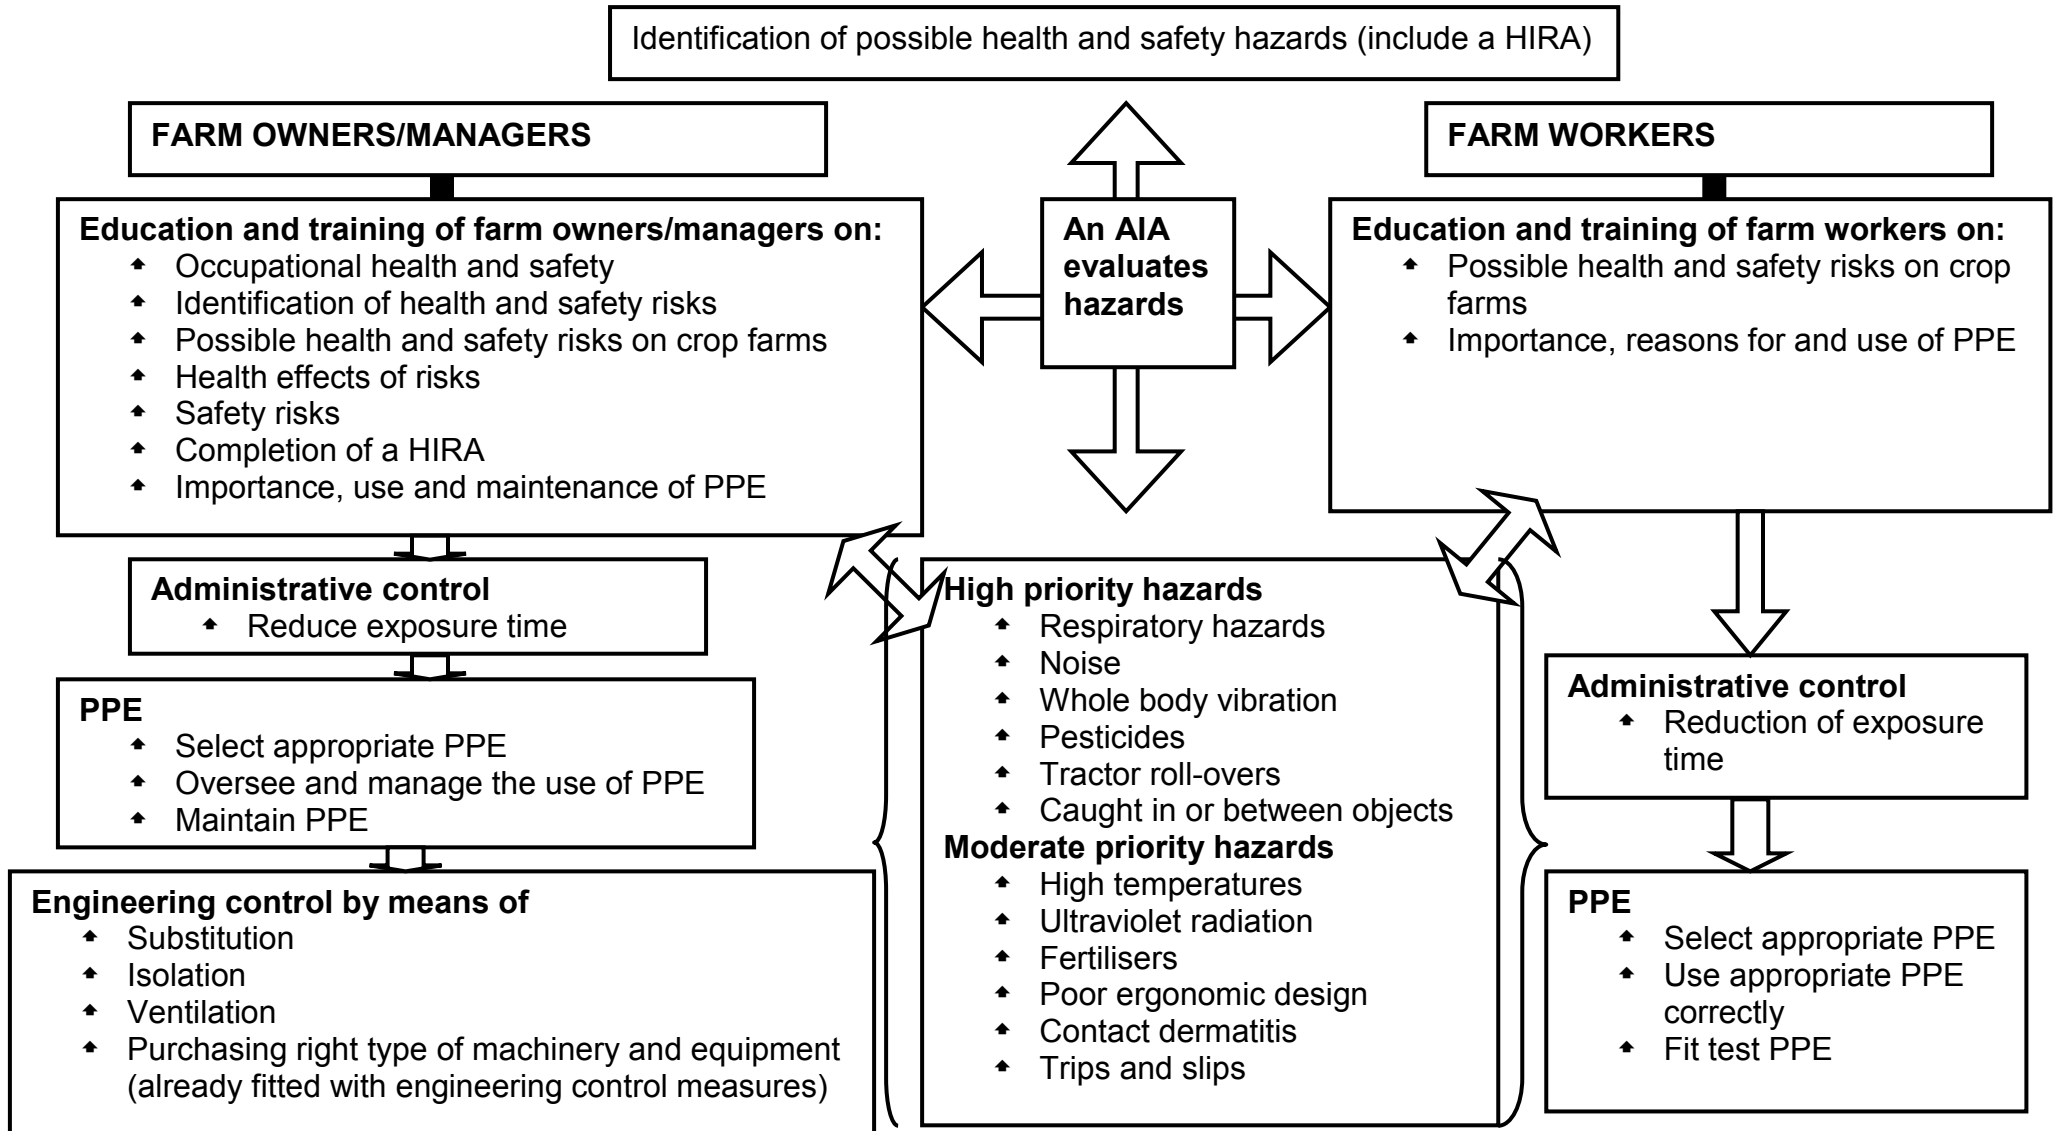 Identification of possible health and safety hazards (include a HIRA)
FARM OWNERS/MANAGERS
Education and training of farm owners/managers on:
Occupational health and safety
Identification of health and safety risks
Possible health and safety risks on crop farms
Health effects of risks
Safety risks
Completion of a HIRA
Importance, use and maintenance of PPE
Administrative control
Reduce exposure time
PPE
Select appropriate PPE
Oversee and manage the use of PPE
Maintain PPE
Engineering control by means of
Substitution
Isolation
Ventilation
Purchasing right type of machinery and equipment
(already fitted with engineering control measures)
An AIA
evaluates
hazards
High priority hazards
Respiratory hazards
Noise
Whole body vibration
Pesticides
Tractor roll-overs
Caught in or between objects
Moderate priority hazards
High temperatures
Ultraviolet radiation
Fertilisers
Poor ergonomic design
Contact dermatitis
Trips and slips
FARM WORKERS
Education and training of farm workers on:
Possible health and safety risks on crop
farms
Importance, reasons for and use of PPE
Administrative control
Reduction of exposure
time
PPE
Select appropriate PPE
Use appropriate PPE
correctly
Fit test PPE